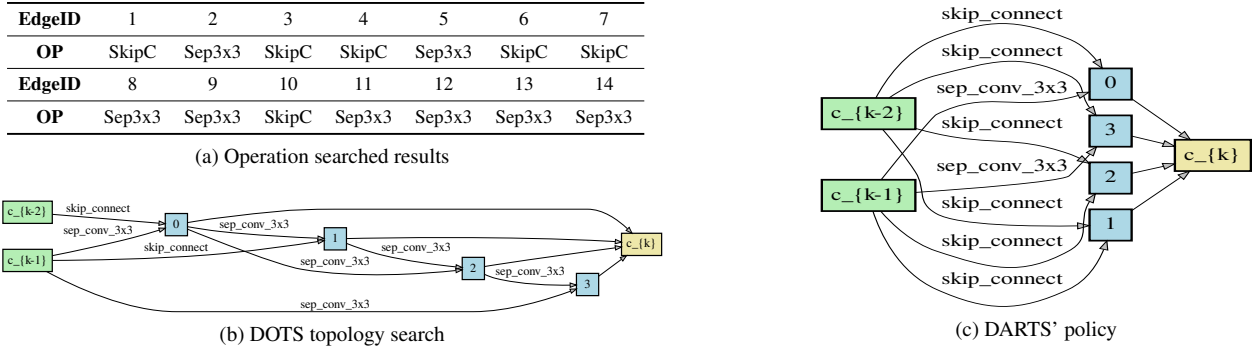 EdgeID 1 2 3 4 5 6 7
OP SkipC Sep3x3 SkipC SkipC Sep3x3 SkipC SkipC
EdgeID 8 9 10 11 12 13 14
OP Sep3x3 Sep3x3 SkipC Sep3x3 Sep3x3 Sep3x3 Sep3x3
(a) Operation searched results
c_{k-2}
skip_connect
sep_conv_3x3
c_{k-1}
0
sep_conv_3x3
skip_connect
1
sep_conv_3x3
sep_conv_3x3
2
sep_conv_3x3
c_{k}
3
sep_conv_3x3
(b) DOTS topology search
skip_connect
skip_connect
sep_conv_3x3
0
c_{k-2}
skip_connect
3
c_{k}
sep_conv_3x3
2
c_{k-1}
skip_connect
1
skip_connect
skip_connect
(c) DARTS' policy